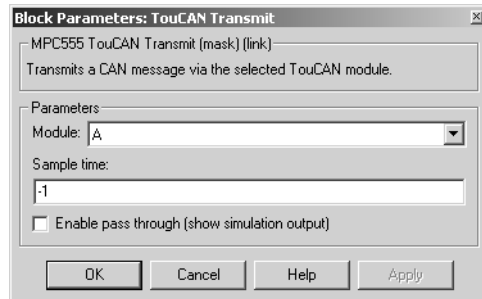 Block Parameters: TouCAN Transmit
MPC555 TouCAN Transmit (mask) (link)
Transmits a CAN message via the selected TouCAN module.
Parameters
Module: A
Sample time:
-1
Enable pass through (show simulation output)
OK Cancel Help Apply